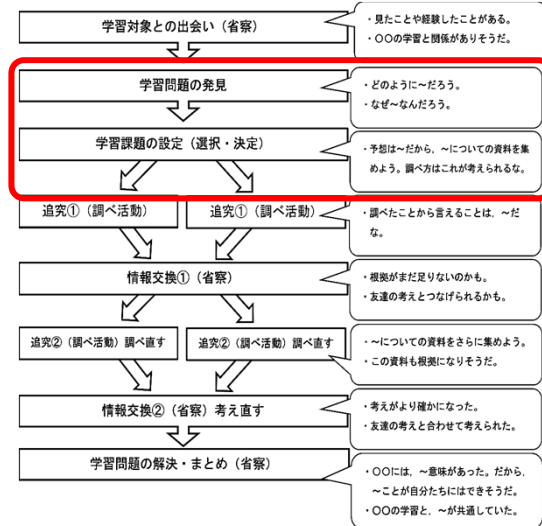 学習対象との出会い（省察）
・見たことや経験したことがある。
・〇〇の学習と関係がありそうだ。
学習問題の発見
・どのように～だろう。
・なぜ～なんだろう。
学習課題の設定（選択・決定）
・予想は～だから、～についての資料を集
めよう。調べ方はこれが考えられるな。
追究①（調べ活動）
追究①（調べ活動）
・調べたことから言えることは、～だ
な。
情報交換①（省察）
・根拠がまだ足りないのかも。
・友達の考えとつなげられるかも。
追究②（調べ活動）調べ直す
追究②（調べ活動）調べ直す
・～についての資料をさらに集めよう。
・この資料も根拠になりそうだ。
情報交換②（省察）考え直す
・考えがより確かになった。
・友達の考えと合わせて考えられた。
学習問題の解決・まとめ（省察）
・〇〇には、～意味があった。だから、
～ことが自分たちにはできそうだ。
・〇〇の学習と、～が共通していた。